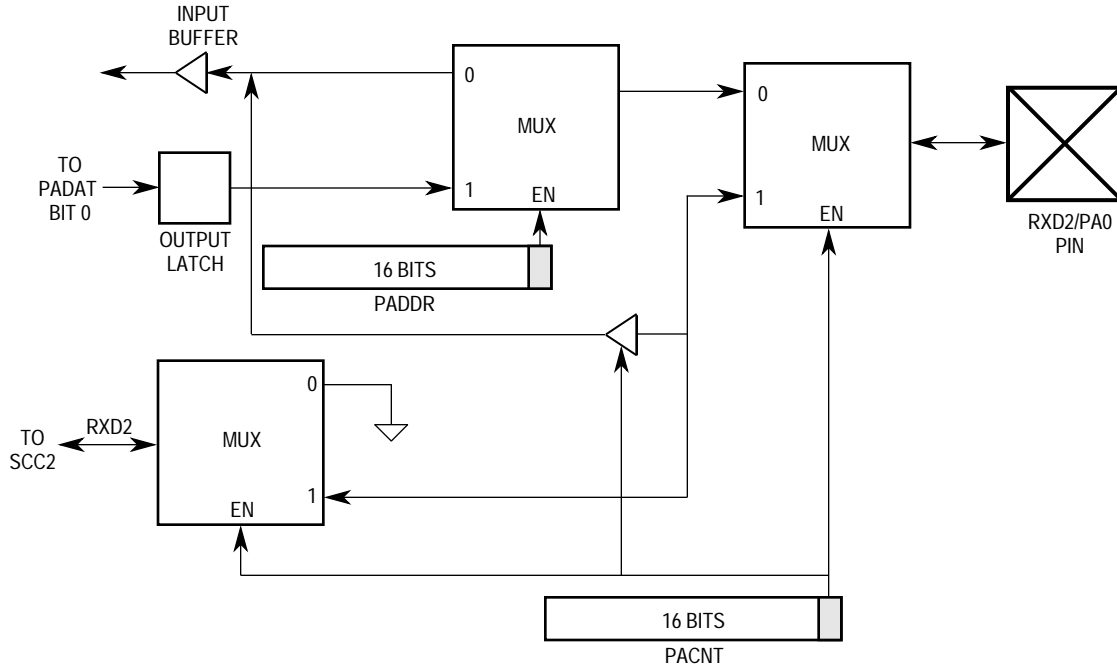 INPUT
BUFFER
0
MUX
1
EN
0
MUX
1
EN
RXD2/PA0
PIN
TO
PADAT
BIT 0
OUTPUT
LATCH
16 BITS
PADDR
0
RXD2
MUX
TO
SCC2
1
EN
16 BITS
PACNT